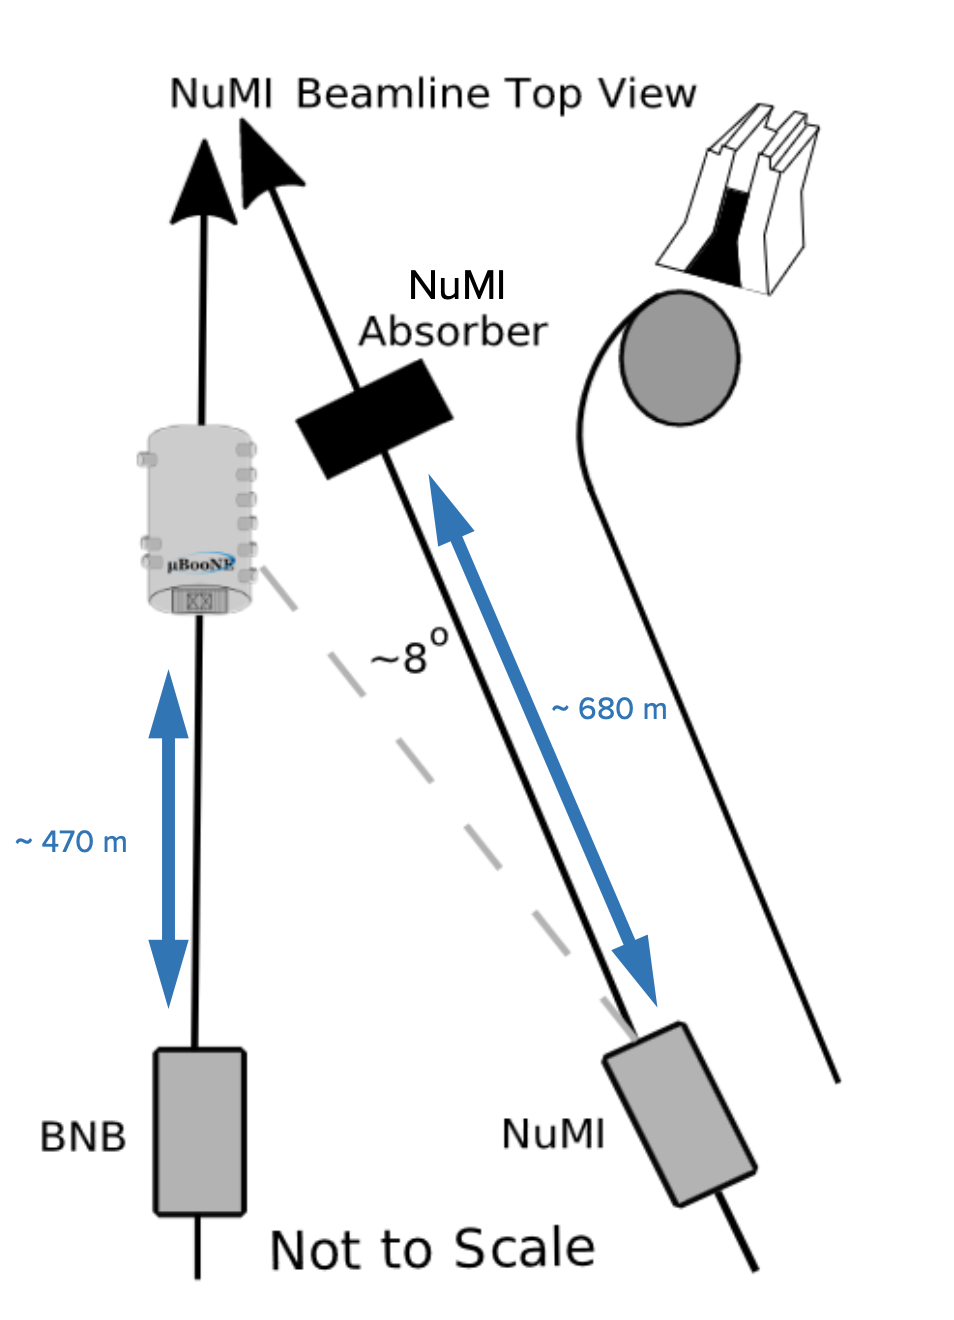 NuMI Beamline Top View
NuMI
Absorber
µBooNE
~8°
~ 680 m
~ 470 m
BNB
NuMI
Not to Scale